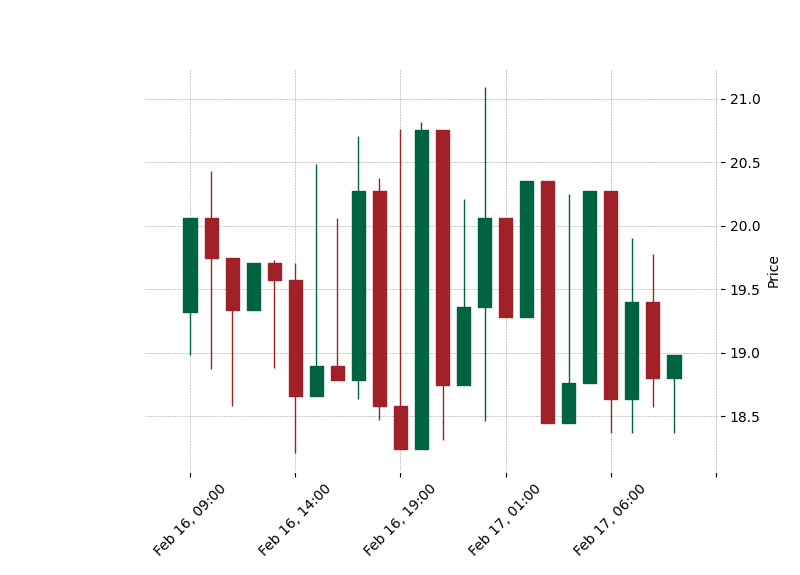 21.0
20.5
20.0
19.5
19.0
18.5
Price
Feb 16, 09:00
Feb 16, 14:00
Feb 16, 19:00
Feb 17, 01:00
Feb 17, 06:00